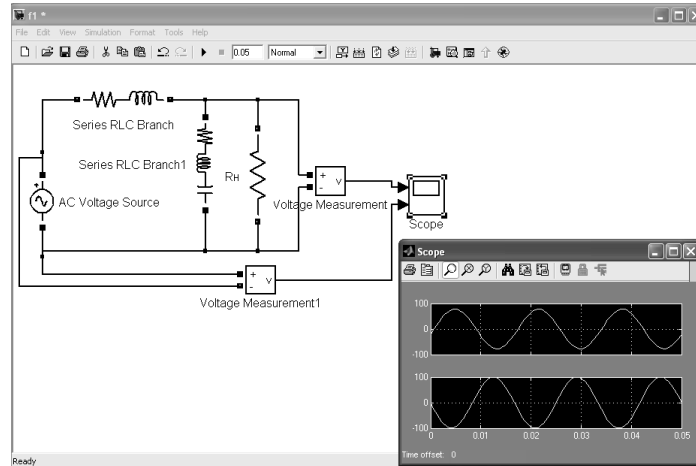 f1 *
File Edit View Simulation Format Tools Help
0.05 Normal
Series RLC Branch
Series RLC Branch1
RH
AC Voltage Source
+
-
v
Voltage Measurement
Scope
+
-
v
Voltage Measurement1
Scope
100
0
-100
100
0
-100
0 0.01 0.02 0.03 0.04 0.05
Time offset: 0
Ready